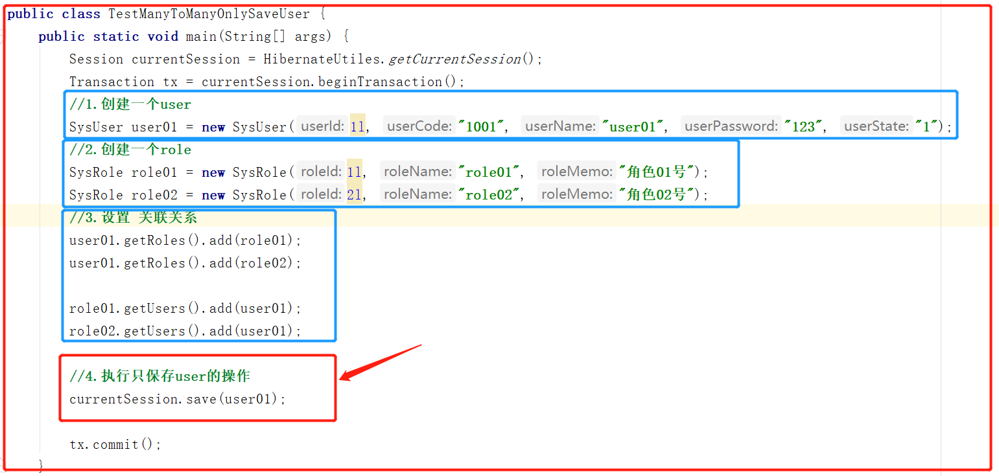 public class TestManyToManyOnlySaveUser {
public static void main(String[] args) {
Session currentSession = HibernateUtiles.getCurrentSession();
Transaction tx = currentSession.beginTransaction();
//1.创建一个user
SysUser user01 = new SysUser( userId: 1l, userCode: "1001", userName: "user01", userPassword: "123", userState: "1");
//2.创建一个role
SysRole role01 = new SysRole( roleId: 1l, roleName: "role01", roleMemo: "角色01号");
SysRole role02 = new SysRole( roleId: 2l, roleName: "role02", roleMemo: "角色02号");
//3.设置 关联关系
user01.getRoles().add(role01);
user01.getRoles().add(role02);
role01.getUsers().add(user01);
role02.getUsers().add(user01);
//4.执行只保存user的操作
currentSession.save(user01);
tx.commit();
}